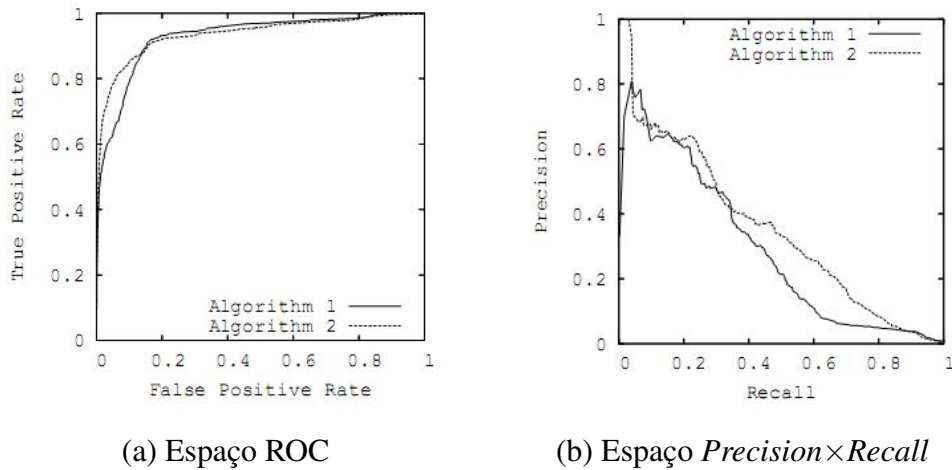 1
0.8
0.6
0.4
0.2
0
True Positive Rate
Algorithm 1
Algorithm 2
0 0.2 0.4 0.6 0.8 1
False Positive Rate
(a) Espaço ROC
1
0.8
0.6
0.4
0.2
0
Precision
Algorithm 1
Algorithm 2
0 0.2 0.4 0.6 0.8 1
Recall
(b) Espaço Precision×Recall